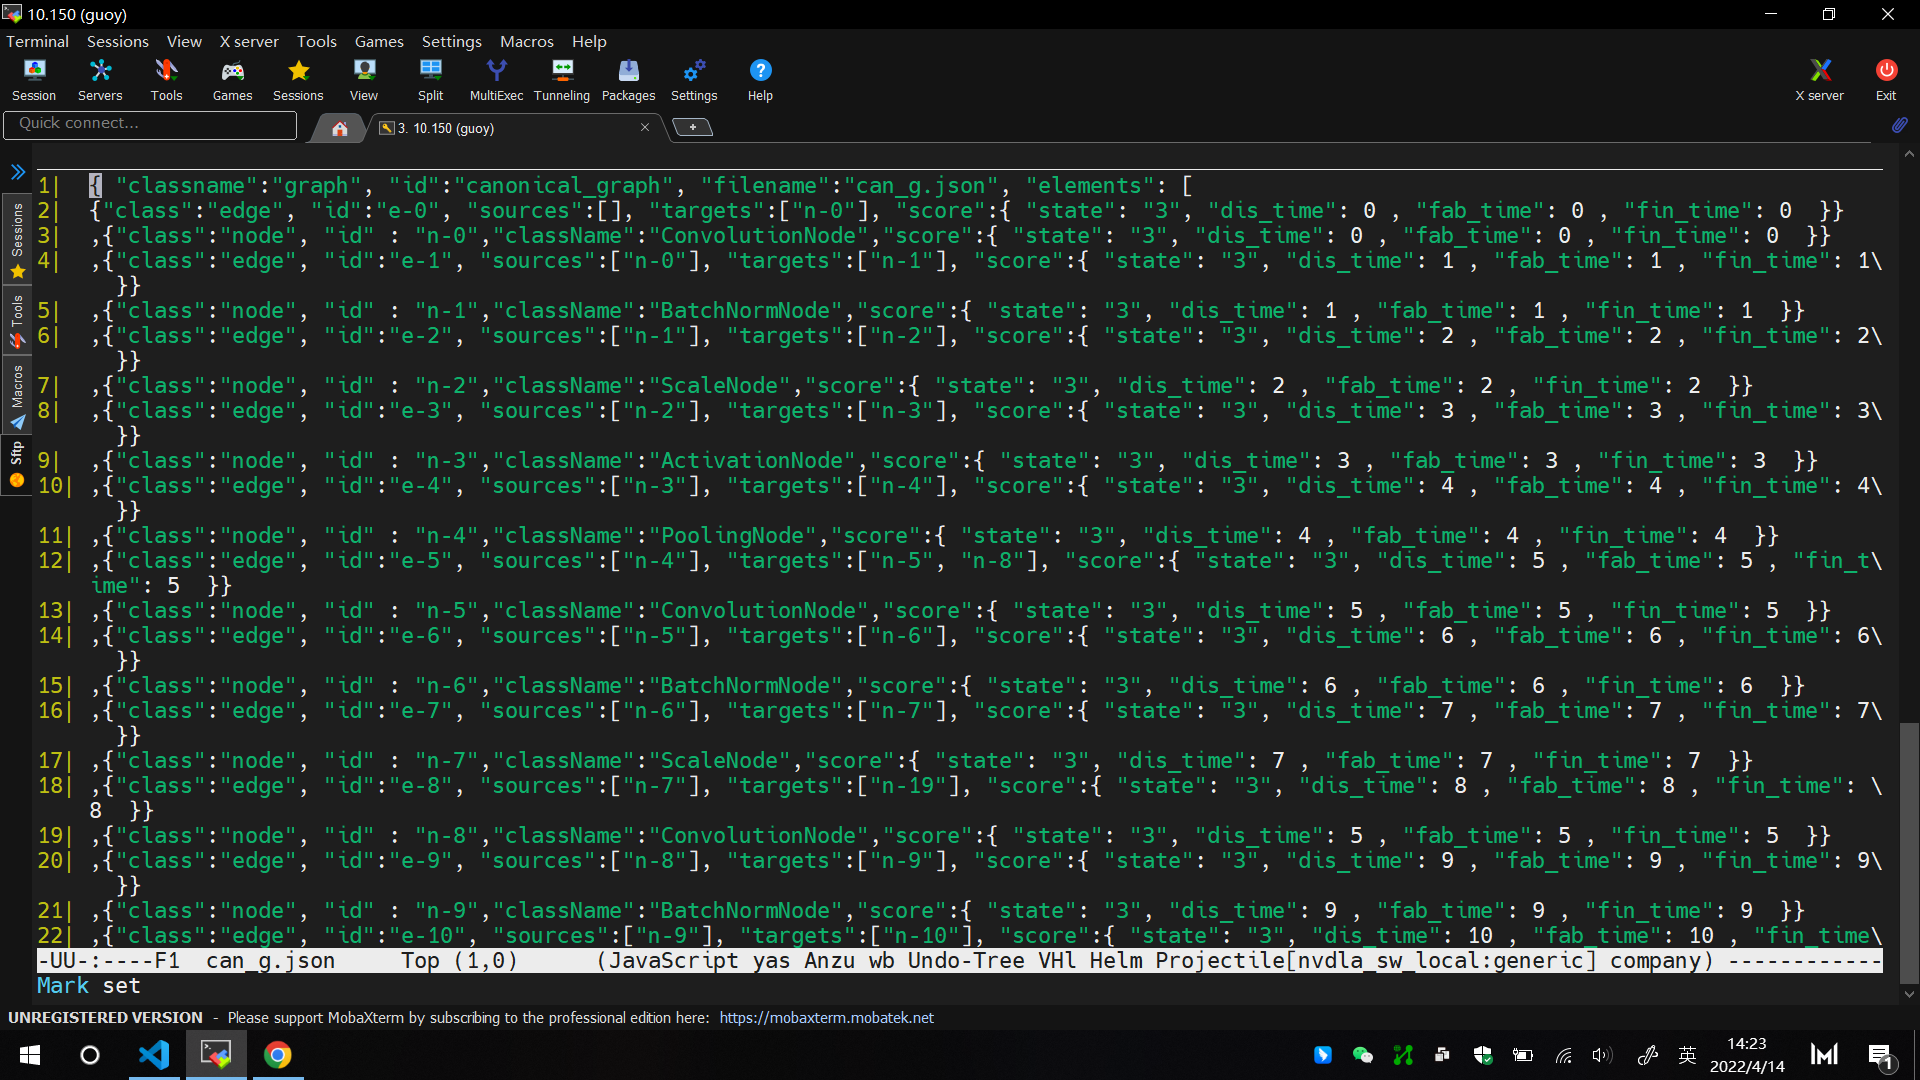 10.150 (guoy)
Terminal Sessions View X server Tools Games Settings Macros Help
Session Servers Tools Games Sessions View Split MultiExec Tunneling Packages Settings Help X server Exit
Quick connect...
3. 10.150 (guoy)
Sessions
Tools
Macros
Sftp
1| { "classname":"graph", "id":"canonical_graph", "filename":"can_g.json", "elements": [
2| {"class":"edge", "id":"e-0", "sources":[], "targets":["n-0"], "score":{ "state": "3", "dis_time": 0 , "fab_time": 0 , "fin_time": 0  }}
3| ,{"class":"node", "id" : "n-0","className":"ConvolutionNode","score":{ "state": "3", "dis_time": 0 , "fab_time": 0 , "fin_time": 0  }}
4| ,{"class":"edge", "id":"e-1", "sources":["n-0"], "targets":["n-1"], "score":{ "state": "3", "dis_time": 1 , "fab_time": 1 , "fin_time": 1\
}}
5| ,{"class":"node", "id" : "n-1","className":"BatchNormNode","score":{ "state": "3", "dis_time": 1 , "fab_time": 1 , "fin_time": 1  }}
6| ,{"class":"edge", "id":"e-2", "sources":["n-1"], "targets":["n-2"], "score":{ "state": "3", "dis_time": 2 , "fab_time": 2 , "fin_time": 2\
}}
7| ,{"class":"node", "id" : "n-2","className":"ScaleNode","score":{ "state": "3", "dis_time": 2 , "fab_time": 2 , "fin_time": 2  }}
8| ,{"class":"edge", "id":"e-3", "sources":["n-2"], "targets":["n-3"], "score":{ "state": "3", "dis_time": 3 , "fab_time": 3 , "fin_time": 3\
}}
9| ,{"class":"node", "id" : "n-3","className":"ActivationNode","score":{ "state": "3", "dis_time": 3 , "fab_time": 3 , "fin_time": 3  }}
10| ,{"class":"edge", "id":"e-4", "sources":["n-3"], "targets":["n-4"], "score":{ "state": "3", "dis_time": 4 , "fab_time": 4 , "fin_time": 4\
}}
11| ,{"class":"node", "id" : "n-4","className":"PoolingNode","score":{ "state": "3", "dis_time": 4 , "fab_time": 4 , "fin_time": 4  }}
12| ,{"class":"edge", "id":"e-5", "sources":["n-4"], "targets":["n-5", "n-8"], "score":{ "state": "3", "dis_time": 5 , "fab_time": 5 , "fin_t\
ime": 5  }}
13| ,{"class":"node", "id" : "n-5","className":"ConvolutionNode","score":{ "state": "3", "dis_time": 5 , "fab_time": 5 , "fin_time": 5  }}
14| ,{"class":"edge", "id":"e-6", "sources":["n-5"], "targets":["n-6"], "score":{ "state": "3", "dis_time": 6 , "fab_time": 6 , "fin_time": 6\
}}
15| ,{"class":"node", "id" : "n-6","className":"BatchNormNode","score":{ "state": "3", "dis_time": 6 , "fab_time": 6 , "fin_time": 6  }}
16| ,{"class":"edge", "id":"e-7", "sources":["n-6"], "targets":["n-7"], "score":{ "state": "3", "dis_time": 7 , "fab_time": 7 , "fin_time": 7\
}}
17| ,{"class":"node", "id" : "n-7","className":"ScaleNode","score":{ "state": "3", "dis_time": 7 , "fab_time": 7 , "fin_time": 7  }}
18| ,{"class":"edge", "id":"e-8", "sources":["n-7"], "targets":["n-19"], "score":{ "state": "3", "dis_time": 8 , "fab_time": 8 , "fin_time": \
8  }}
19| ,{"class":"node", "id" : "n-8","className":"ConvolutionNode","score":{ "state": "3", "dis_time": 5 , "fab_time": 5 , "fin_time": 5  }}
20| ,{"class":"edge", "id":"e-9", "sources":["n-8"], "targets":["n-9"], "score":{ "state": "3", "dis_time": 9 , "fab_time": 9 , "fin_time": 9\
}}
21| ,{"class":"node", "id" : "n-9","className":"BatchNormNode","score":{ "state": "3", "dis_time": 9 , "fab_time": 9 , "fin_time": 9  }}
22| ,{"class":"edge", "id":"e-10", "sources":["n-9"], "targets":["n-10"], "score":{ "state": "3", "dis_time": 10 , "fab_time": 10 , "fin_time\
-UU-:----F1  can_g.json     Top (1,0)      (JavaScript yas Anzu wb Undo-Tree VHl Helm Projectile[nvdla_sw_local:generic] company) ------------
Mark set
UNREGISTERED VERSION  -  Please support MobaXterm by subscribing to the professional edition here:  https://mobaxterm.mobatek.net
英
14:23
2022/4/14
1